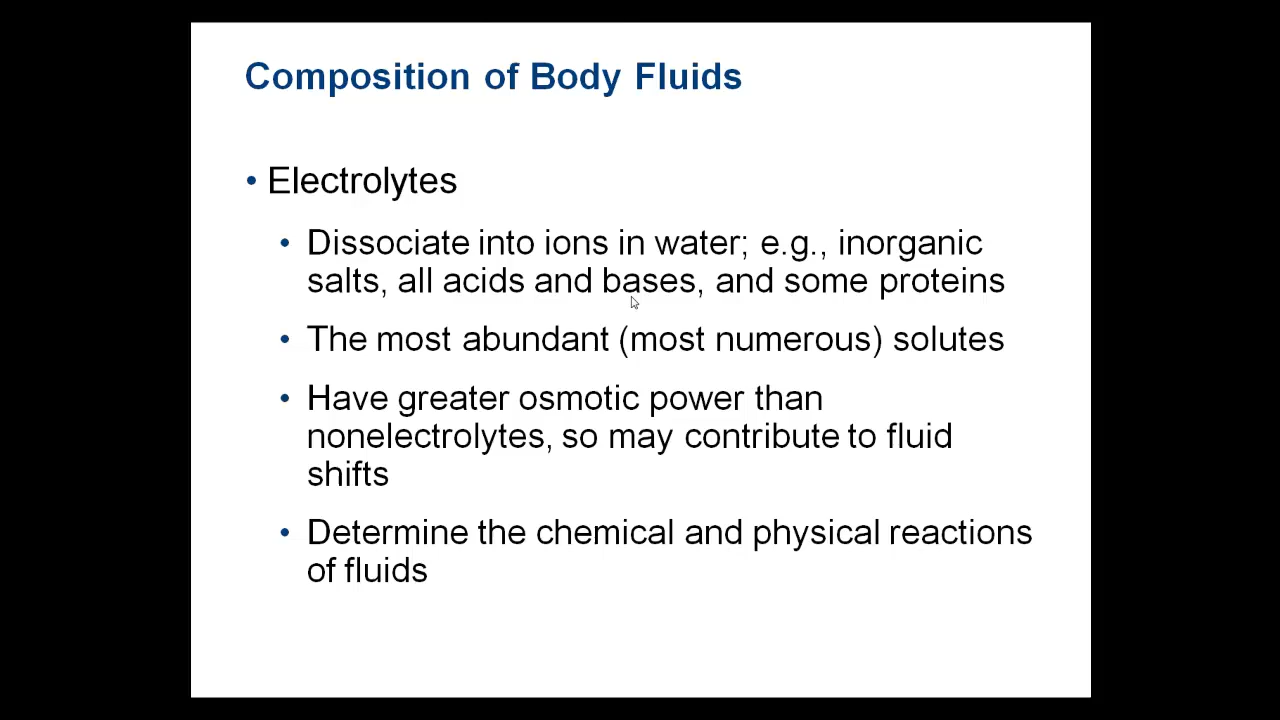 Composition of Body Fluids
• Electrolytes
• Dissociate into ions in water; e.g., inorganic
salts, all acids and bases, and some proteins
• The most abundant (most numerous) solutes
• Have greater osmotic power than
nonelectrolytes, so may contribute to fluid
shifts
• Determine the chemical and physical reactions
of fluids